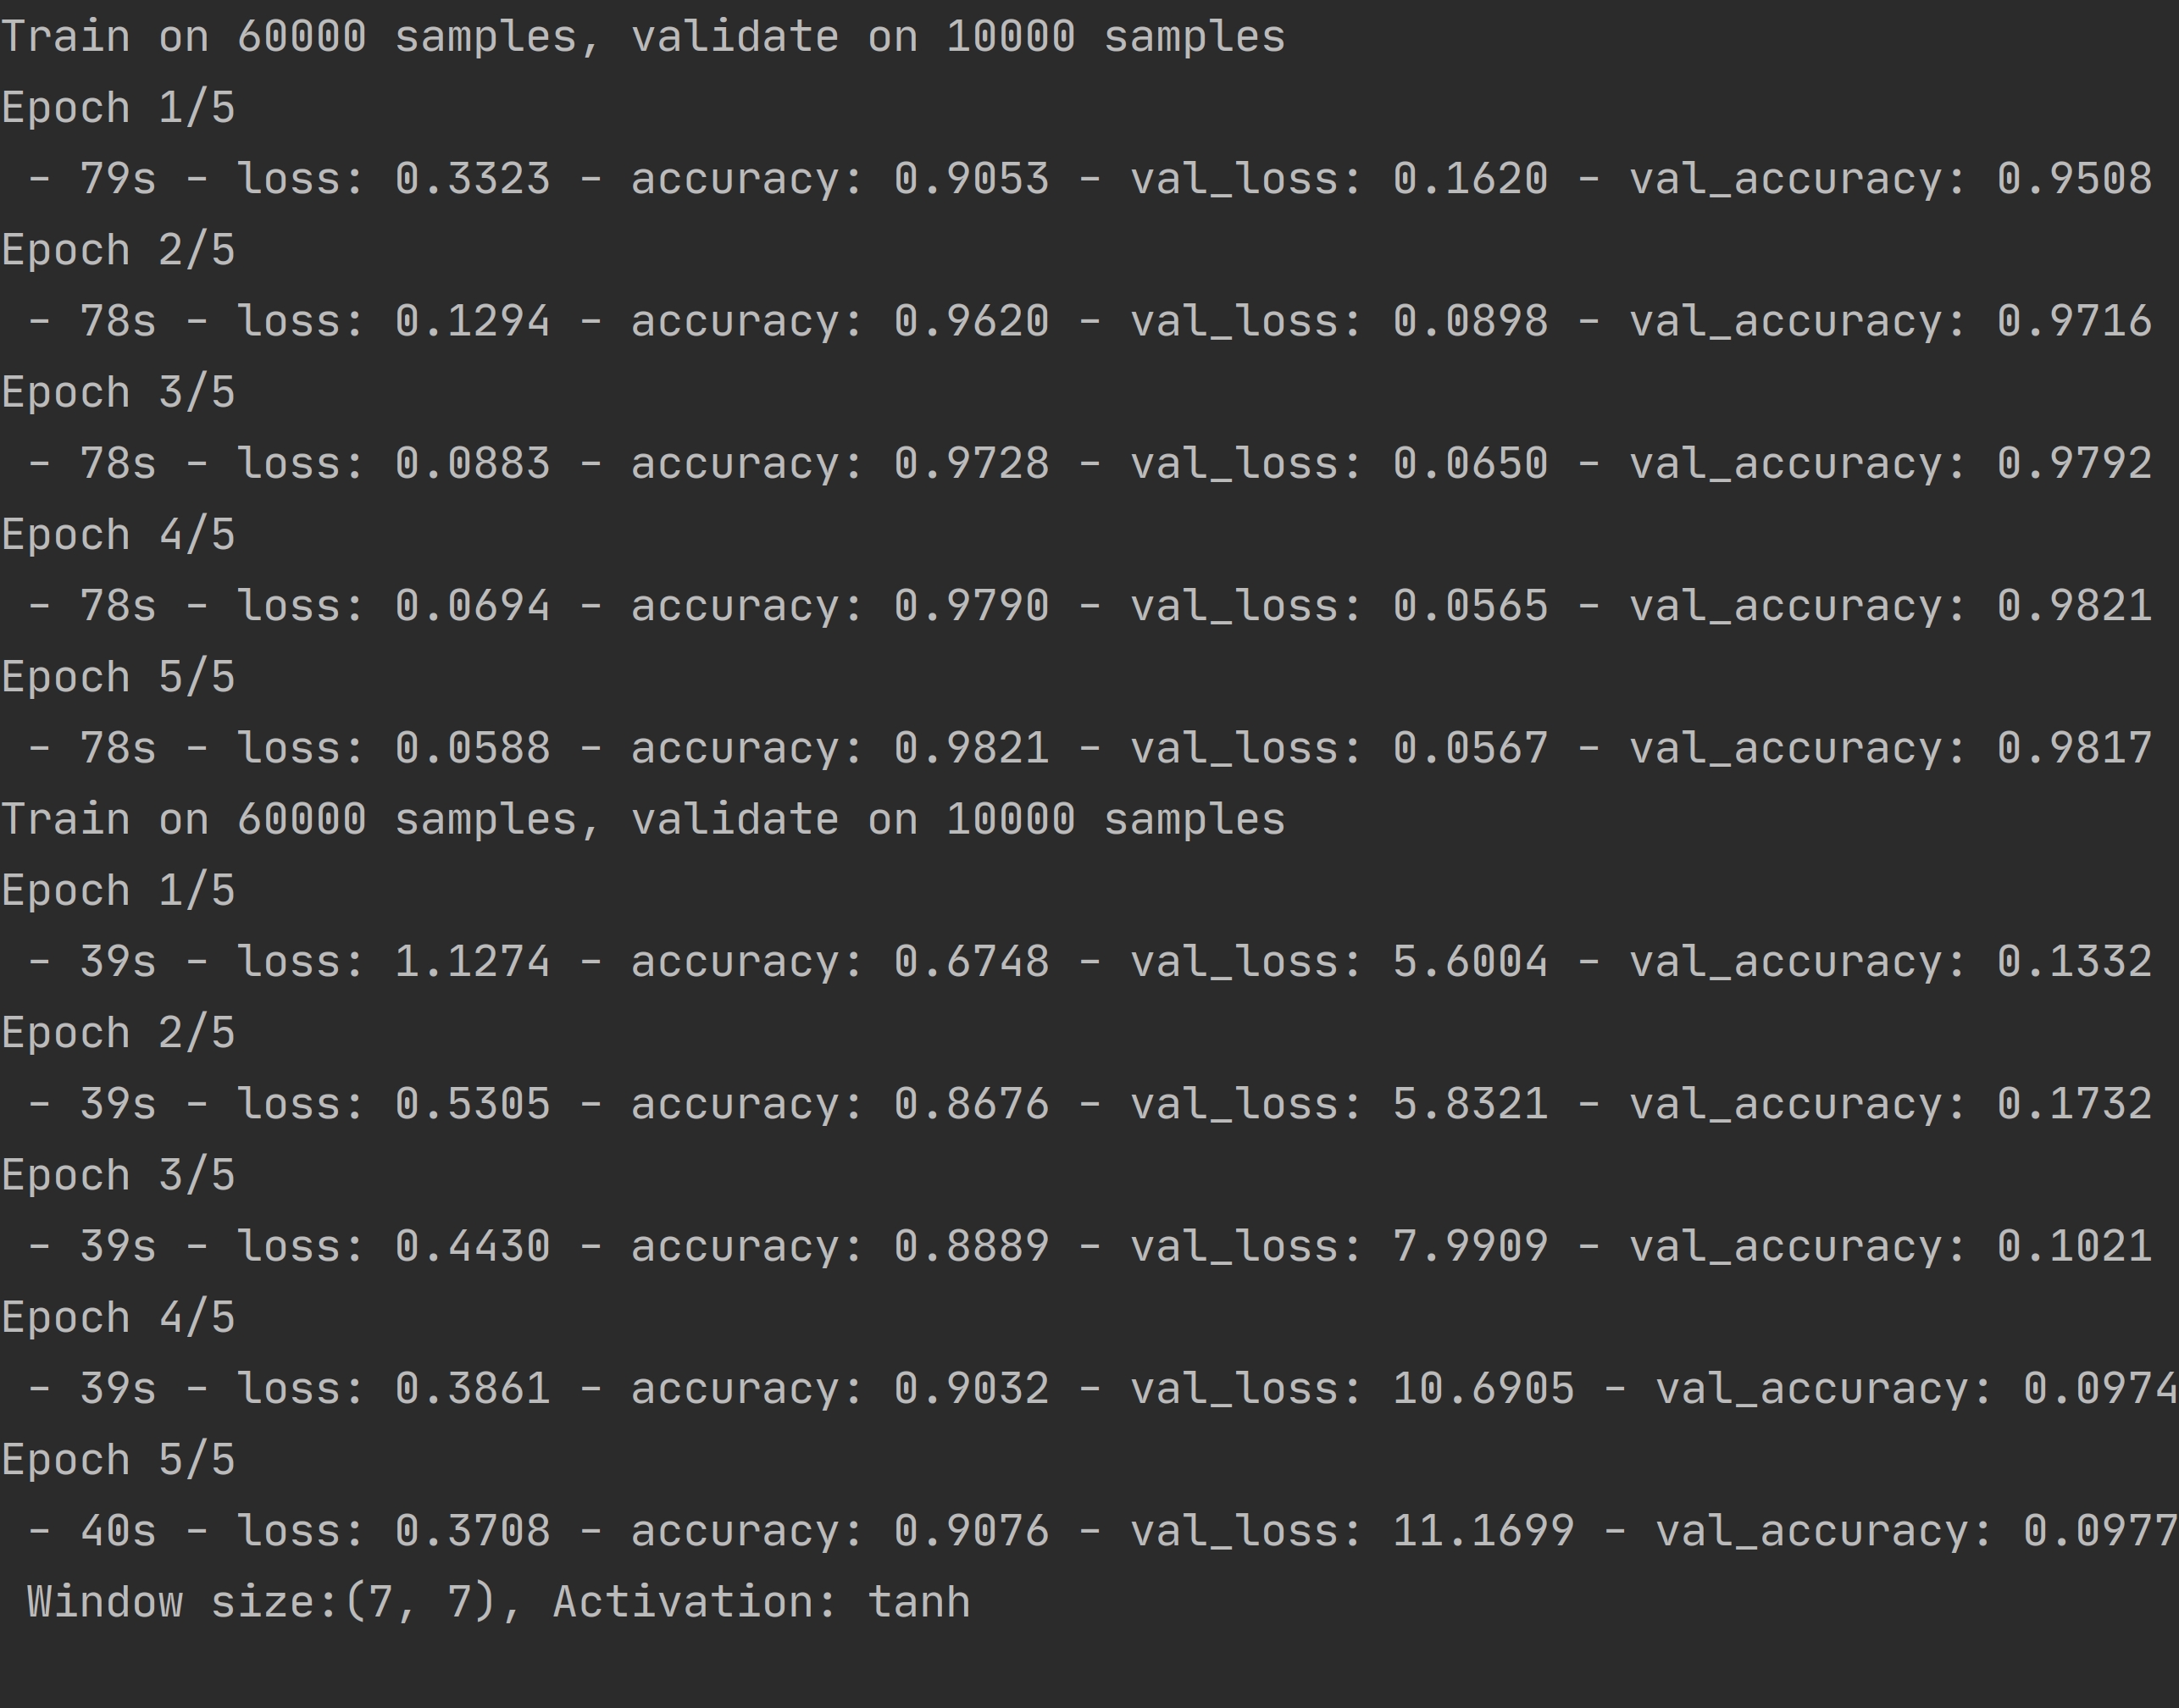 Train on 60000 samples, validate on 10000 samples
Epoch 1/5
 - 79s - loss: 0.3323 - accuracy: 0.9053 - val_loss: 0.1620 - val_accuracy: 0.9508
Epoch 2/5
 - 78s - loss: 0.1294 - accuracy: 0.9620 - val_loss: 0.0898 - val_accuracy: 0.9716
Epoch 3/5
 - 78s - loss: 0.0883 - accuracy: 0.9728 - val_loss: 0.0650 - val_accuracy: 0.9792
Epoch 4/5
 - 78s - loss: 0.0694 - accuracy: 0.9790 - val_loss: 0.0565 - val_accuracy: 0.9821
Epoch 5/5
 - 78s - loss: 0.0588 - accuracy: 0.9821 - val_loss: 0.0567 - val_accuracy: 0.9817
Train on 60000 samples, validate on 10000 samples
Epoch 1/5
 - 39s - loss: 1.1274 - accuracy: 0.6748 - val_loss: 5.6004 - val_accuracy: 0.1332
Epoch 2/5
 - 39s - loss: 0.5305 - accuracy: 0.8676 - val_loss: 5.8321 - val_accuracy: 0.1732
Epoch 3/5
 - 39s - loss: 0.4430 - accuracy: 0.8889 - val_loss: 7.9909 - val_accuracy: 0.1021
Epoch 4/5
 - 39s - loss: 0.3861 - accuracy: 0.9032 - val_loss: 10.6905 - val_accuracy: 0.0974
Epoch 5/5
 - 40s - loss: 0.3708 - accuracy: 0.9076 - val_loss: 11.1699 - val_accuracy: 0.0977
 Window size:(7, 7), Activation: tanh